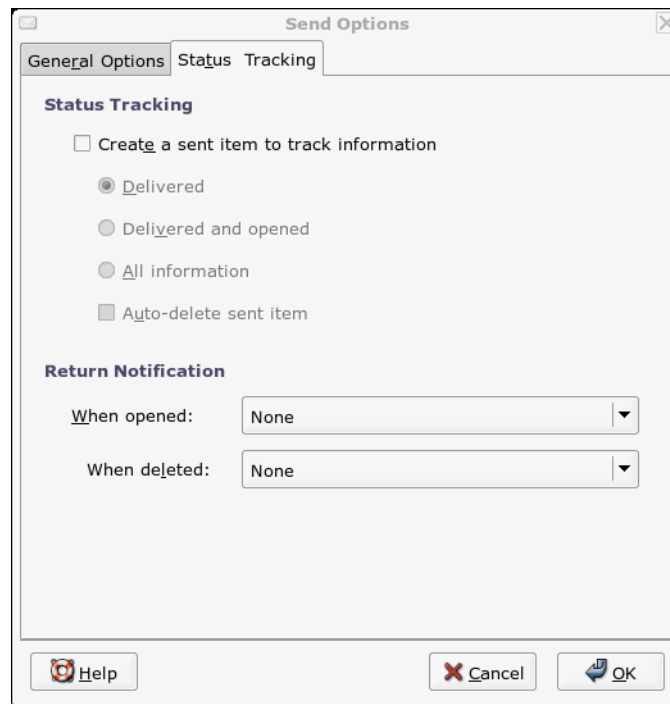 Send Options
General Options Status Tracking
Status Tracking
Create a sent item to track information
Delivered
Delivered and opened
All information
Auto-delete sent item
Return Notification
When opened: None
When deleted: None
Help Cancel OK